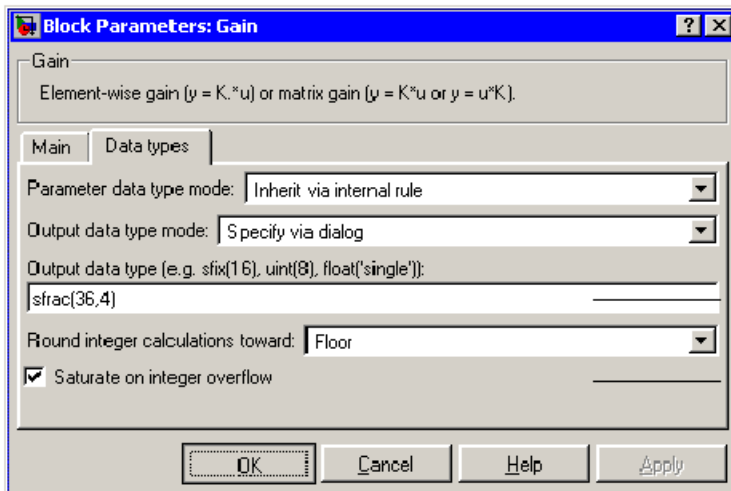 Block Parameters: Gain
Gain
Element-wise gain (y = K.*u) or matrix gain (y = K*u or y = u*K).
Main Data types
Parameter data type mode: Inherit via internal rule
Output data type mode: Specify via dialog
Output data type (e.g. sfix(16), uint(8), float('single')):
sfrac(36,4)
Round integer calculations toward: Floor
Saturate on integer overflow
OK Cancel Help Apply